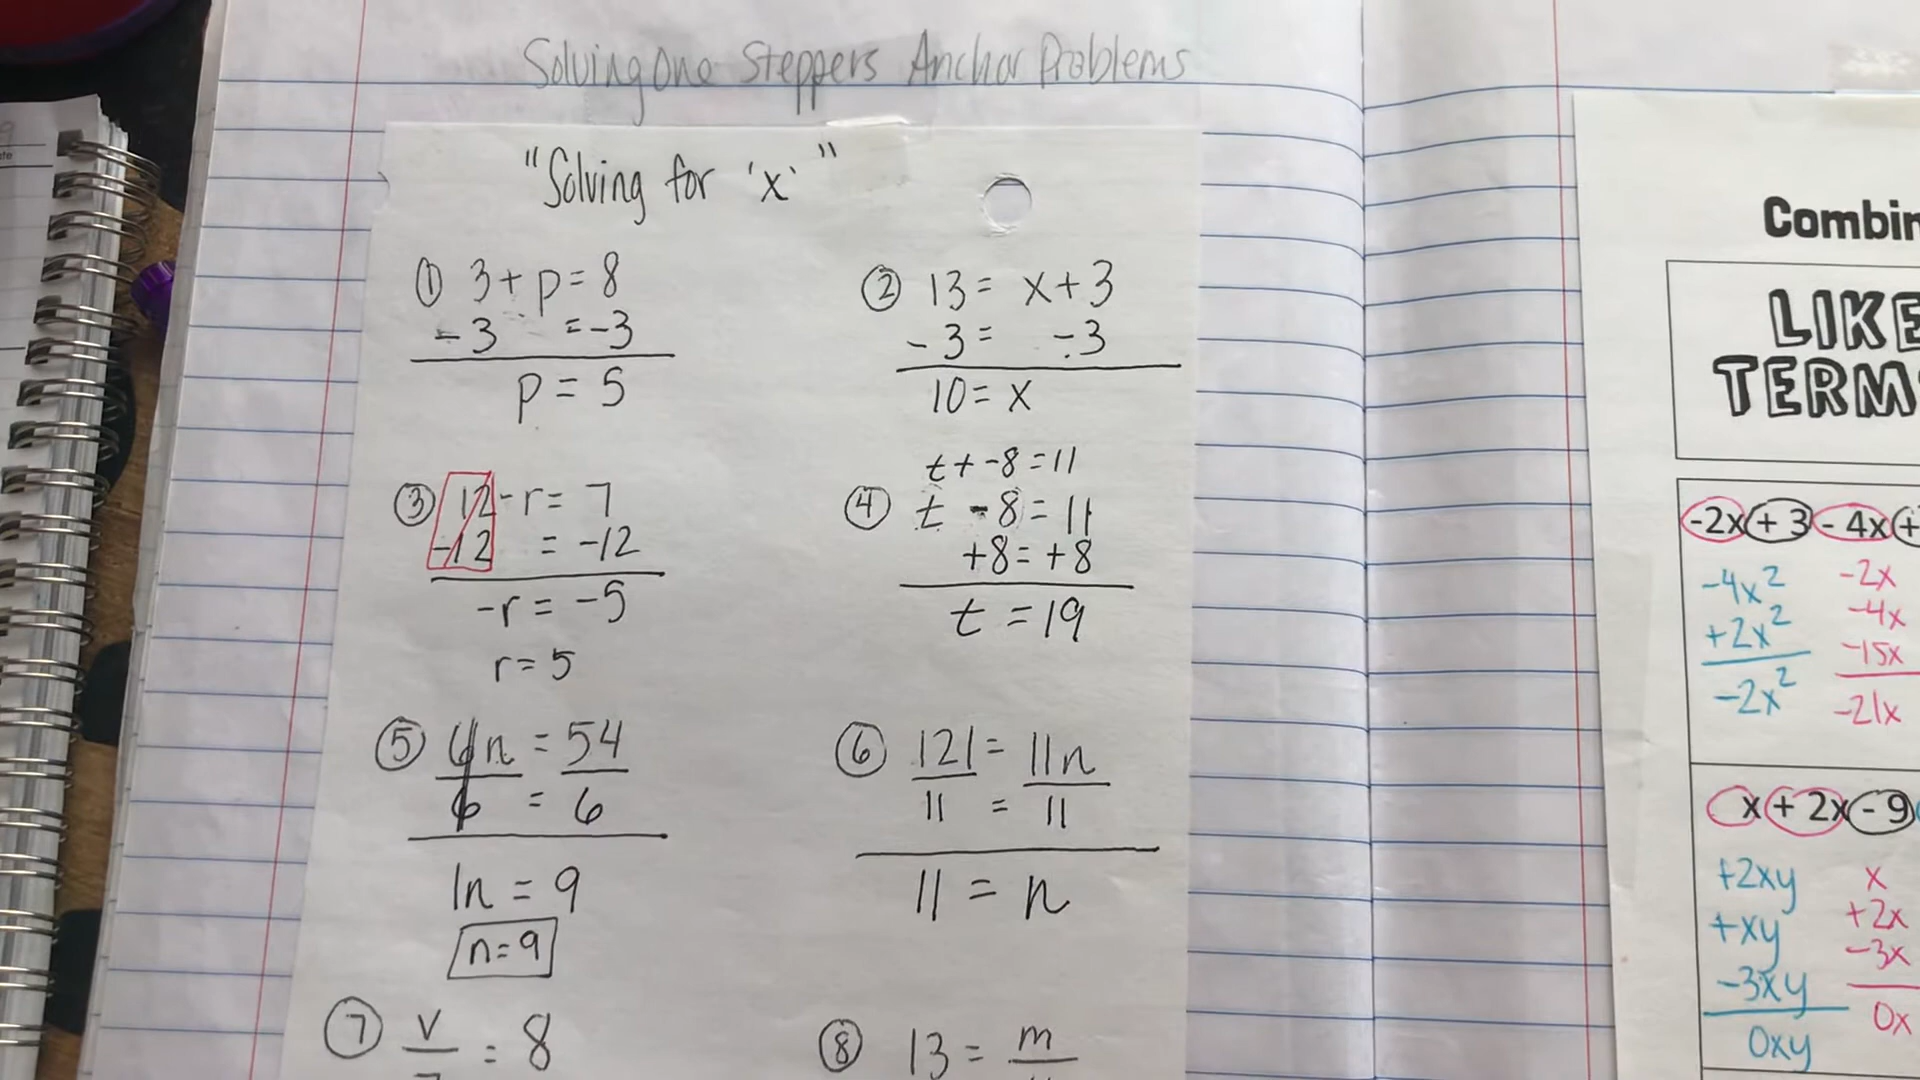 Solving One Steppers Anchor Problems
"Solving for 'x'"
① 3 + p = 8
- 3 = -3
p = 5
② 13 = x + 3
- 3 = - 3
10 = x
③ 12 - r = 7
-12 = -12
-r = -5
r = 5
t + -8 = 11
④ t - 8 = 11
+8 = +8
t = 19
⑤ 6n = 54
6 = 6
1n = 9
n = 9
⑥ 121 = 11n
11 = 11
11 = n
⑦ v = 8
⑧ 13 = m
LIKE
-2x + 3 - 4x +
-4x²
+2x²
-2x²
-2x
-4x
-15x
-21x
x + 2x - 9
+2xy
+xy
-3xy
0xy
x
+2x
-3x
0x